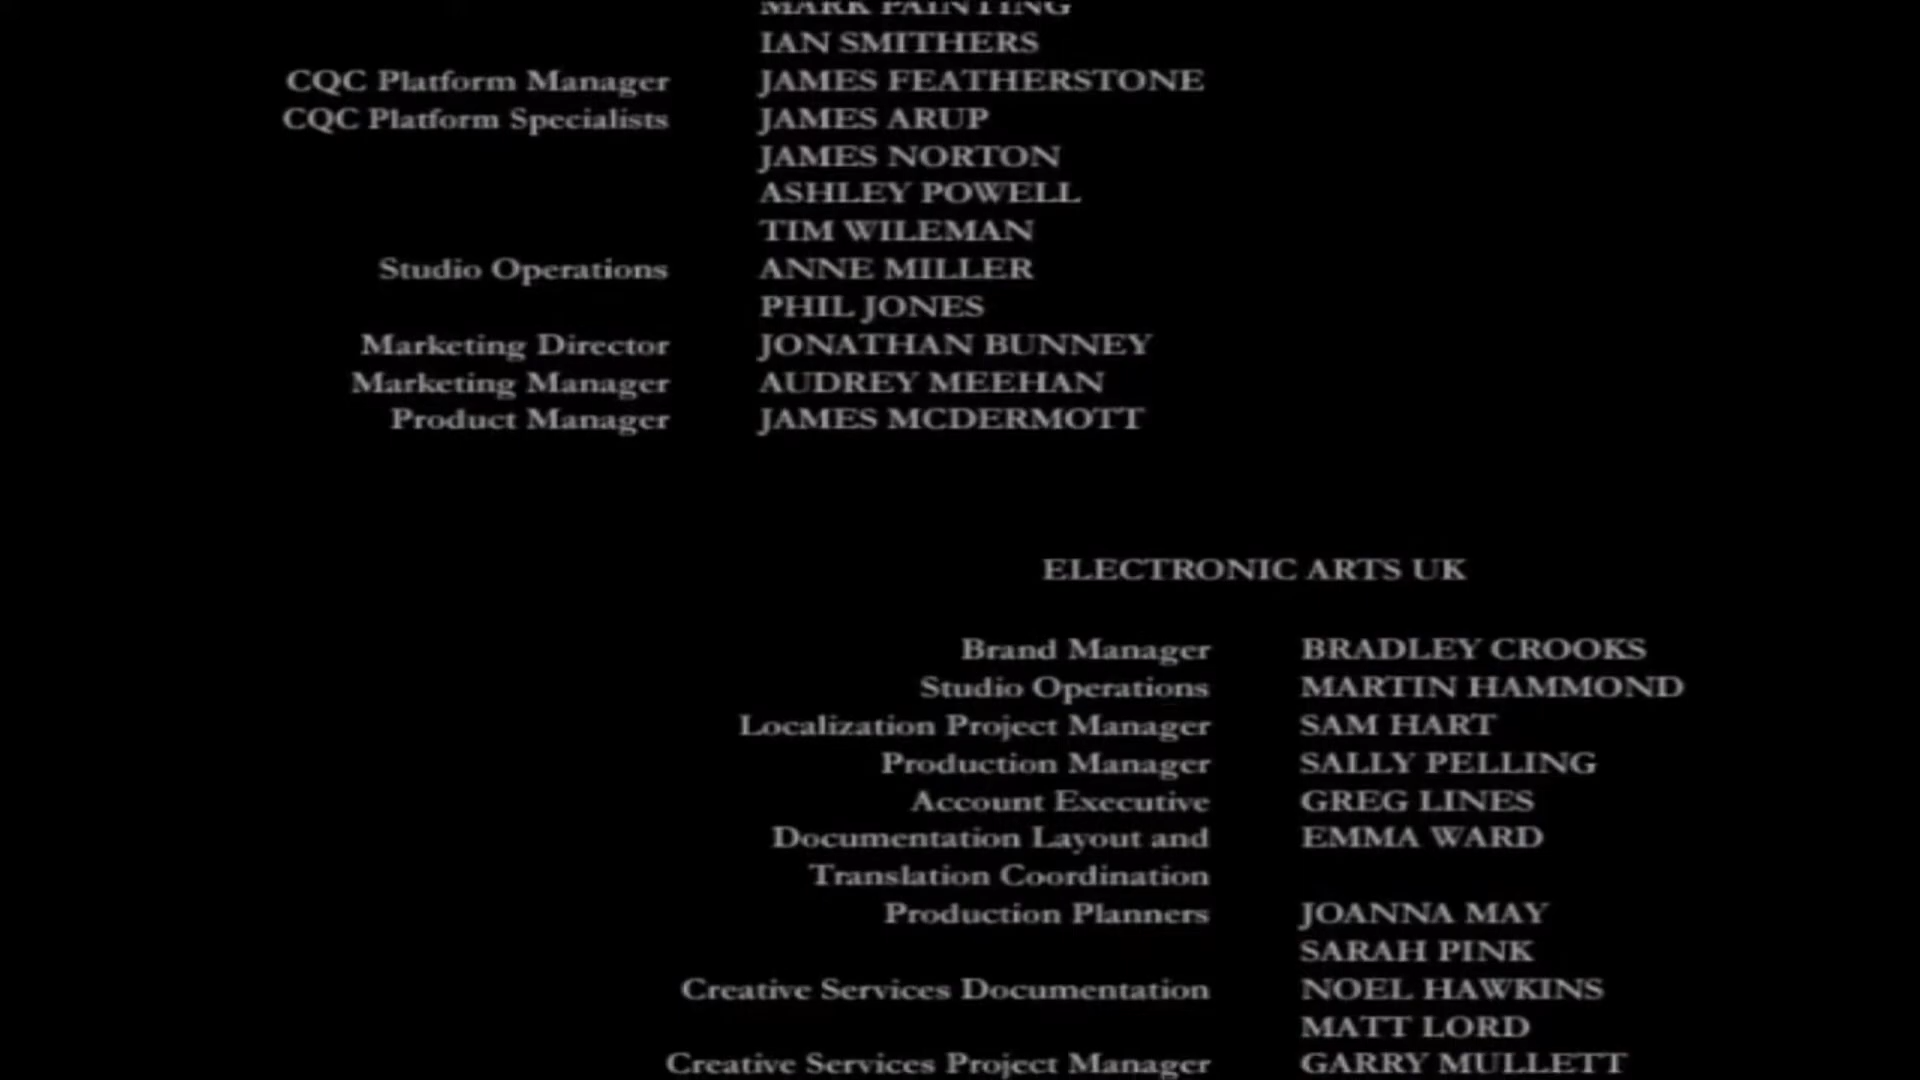 MARK PAINTING
IAN SMITHERS
CQC Platform Manager JAMES FEATHERSTONE
CQC Platform Specialists JAMES ARUP
JAMES NORTON
ASHLEY POWELL
TIM WILEMAN
Studio Operations ANNE MILLER
PHIL JONES
Marketing Director JONATHAN BUNNEY
Marketing Manager AUDREY MEEHAN
Product Manager JAMES MCDERMOTT
ELECTRONIC ARTS UK
Brand Manager BRADLEY CROOKS
Studio Operations MARTIN HAMMOND
Localization Project Manager SAM HART
Production Manager SALLY PELLING
Account Executive GREG LINES
Documentation Layout and EMMA WARD
Translation Coordination
Production Planners JOANNA MAY
SARAH PINK
Creative Services Documentation NOEL HAWKINS
MATT LORD
Creative Services Project Manager GARRY MULLETT